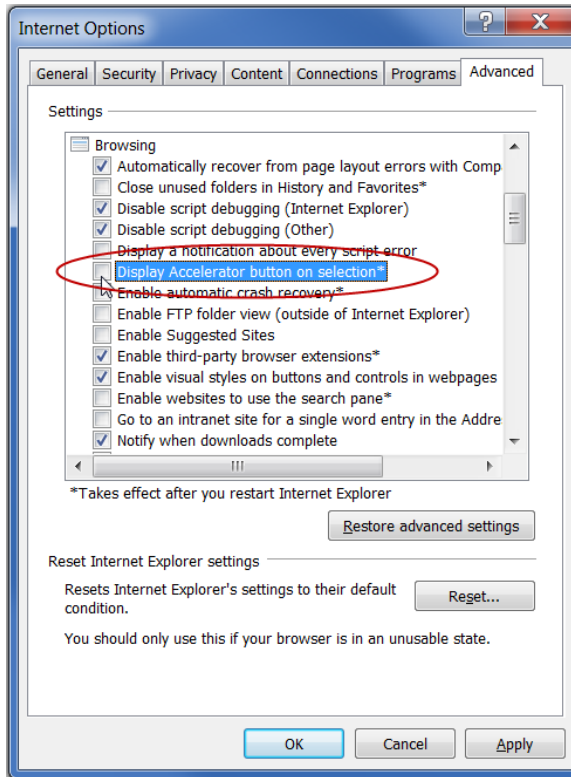 Internet Options
General Security Privacy Content Connections Programs Advanced
Settings
Browsing
Automatically recover from page layout errors with Comp
Close unused folders in History and Favorites*
Disable script debugging (Internet Explorer)
Disable script debugging (Other)
Display a notification about every script error
Display Accelerator button on selection*
Enable automatic crash recovery*
Enable FTP folder view (outside of Internet Explorer)
Enable Suggested Sites
Enable third-party browser extensions*
Enable visual styles on buttons and controls in webpages
Enable websites to use the search pane*
Go to an intranet site for a single word entry in the Addre
Notify when downloads complete
*Takes effect after you restart Internet Explorer
Restore advanced settings
Reset Internet Explorer settings
Resets Internet Explorer's settings to their default
condition.
Reset...
You should only use this if your browser is in an unusable state.
OK Cancel Apply